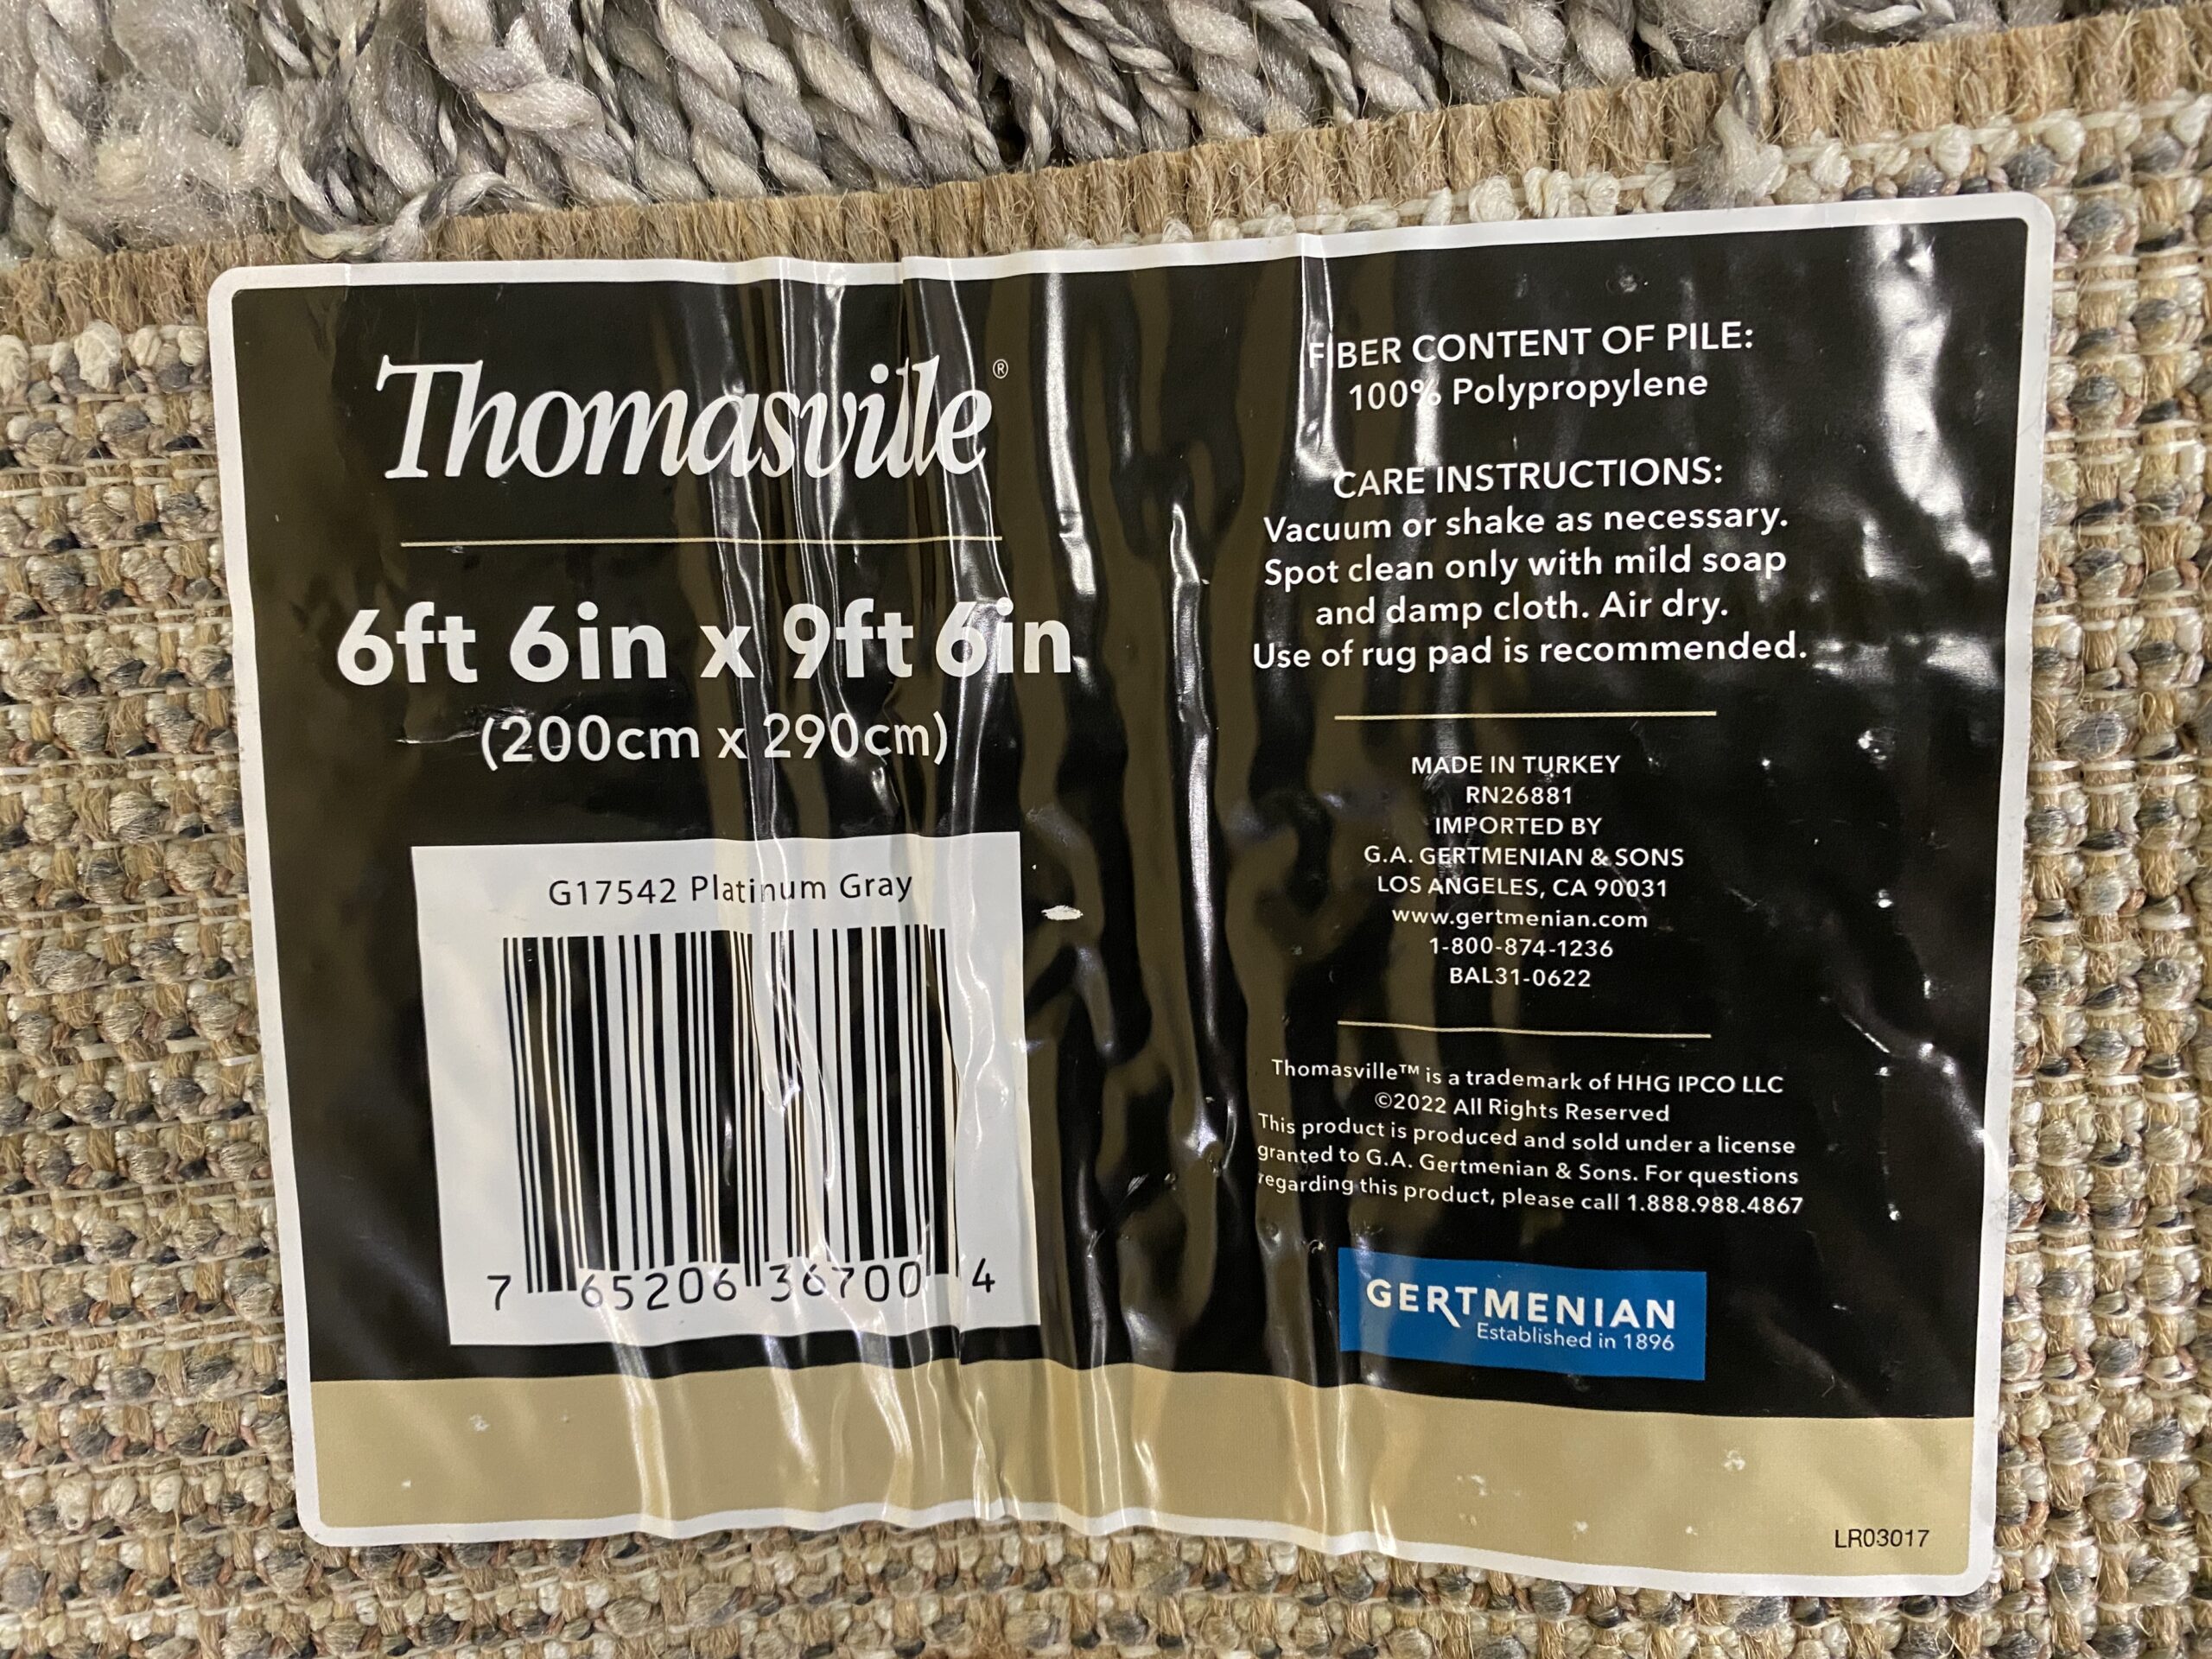 Thomasville®
6ft 6in x 9ft 6in
(200cm x 290cm)
G17542 Platinum Gray
7 65206 36700 4
FIBER CONTENT OF PILE:
100% Polypropylene
CARE INSTRUCTIONS:
Vacuum or shake as necessary.
Spot clean only with mild soap
and damp cloth. Air dry.
Use of rug pad is recommended.
MADE IN TURKEY
RN26881
IMPORTED BY
G.A. GERTMENIAN & SONS
LOS ANGELES, CA 90031
www.gertmenian.com
1-800-874-1236
BAL31-0622
Thomasville™ is a trademark of HHG IPCO LLC
©2022 All Rights Reserved
This product is produced and sold under a license
granted to G.A. Gertmenian & Sons. For questions
regarding this product, please call 1.888.988.4867
GERTMENIAN
Established in 1896
LR03017